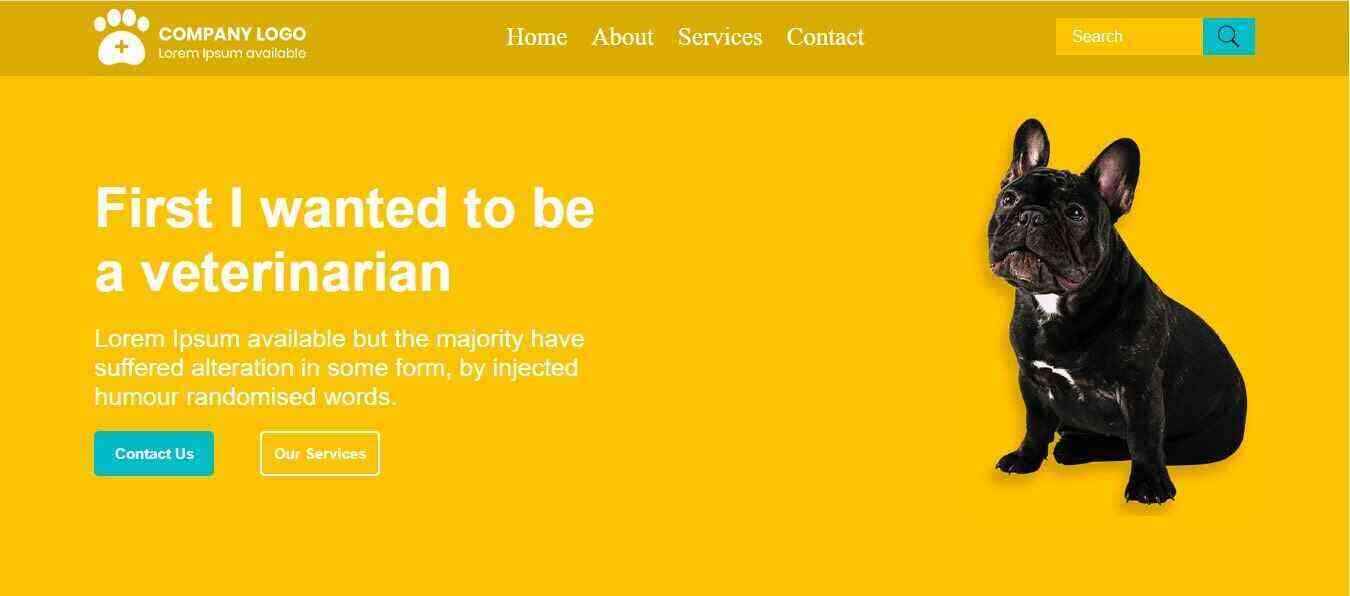 COMPANY LOGO
Lorem Ipsum available
Home About Services Contact
Search
First I wanted to be
a veterinarian
Lorem Ipsum available but the majority have
suffered alteration in some form, by injected
humour randomised words.
Contact Us
Our Services